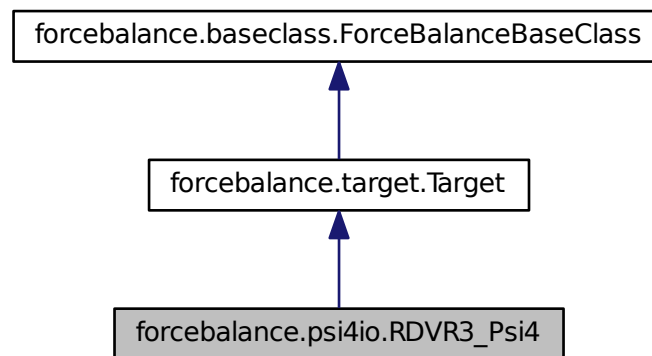 forcebalance.baseclass.ForceBalanceBaseClass
forcebalance.target.Target
forcebalance.psi4io.RDVR3_Psi4